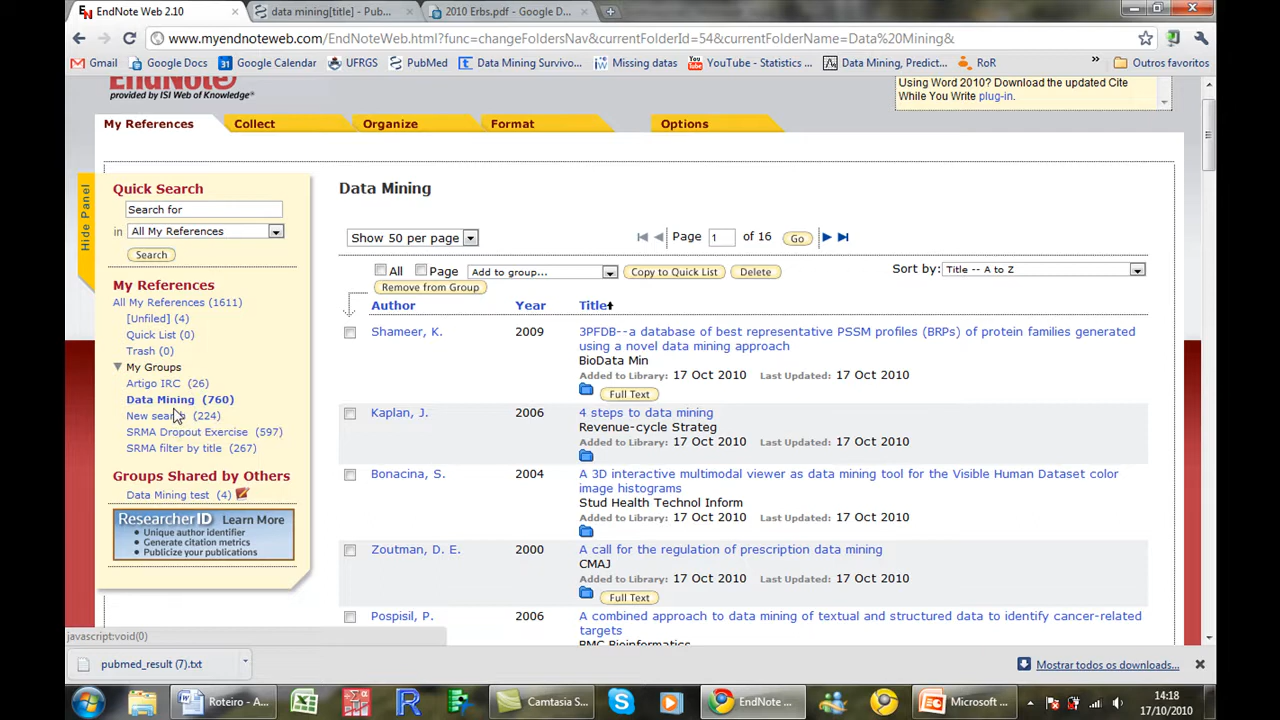 EndNote Web 2.10
data mining[title] - Pub...
2010 Erbs.pdf - Google D...
www.myendnoteweb.com/EndNoteWeb.html?func=changeFoldersNav&currentFolderId=54&currentFolderName=Data%20Mining&
Gmail Google Docs Google Calendar UFRGS PubMed Data Mining Survivo... Missing datas YouTube - Statistics ... Data Mining, Predict... RoR » Outros favoritos
EndNote
provided by ISI Web of Knowledge
Using Word 2010? Download the updated Cite
While You Write plug-in.
My References Collect Organize Format Options
Hide Panel
Quick Search
Search for
in All My References
Search
My References
All My References (1611)
[Unfiled] (4)
Quick List (0)
Trash (0)
My Groups
Artigo IRC (26)
Data Mining (760)
New search (224)
SRMA Dropout Exercise (597)
SRMA filter by title (267)
Groups Shared by Others
Data Mining test (4)
ResearcherID Learn More
• Unique author identifier
• Generate citation metrics
• Publicize your publications
Data Mining
Show 50 per page
Page 1 of 16 Go
All Page Add to group... Copy to Quick List Delete
Sort by: Title -- A to Z
Remove from Group
Author Year Title
Shameer, K. 2009 3PFDB--a database of best representative PSSM profiles (BRPs) of protein families generated
using a novel data mining approach
BioData Min
Added to Library: 17 Oct 2010 Last Updated: 17 Oct 2010
Full Text
Kaplan, J. 2006 4 steps to data mining
Revenue-cycle Strateg
Added to Library: 17 Oct 2010 Last Updated: 17 Oct 2010
Bonacina, S. 2004 A 3D interactive multimodal viewer as data mining tool for the Visible Human Dataset color
image histograms
Stud Health Technol Inform
Added to Library: 17 Oct 2010 Last Updated: 17 Oct 2010
Zoutman, D. E. 2000 A call for the regulation of prescription data mining
CMAJ
Added to Library: 17 Oct 2010 Last Updated: 17 Oct 2010
Full Text
Pospisil, P. 2006 A combined approach to data mining of textual and structured data to identify cancer-related
targets
BMC Bioinformatics
javascript:void(0)
pubmed_result (7).txt
Mostrar todos os downloads...
Roteiro - A...
Camtasia S...
EndNote ...
Microsoft ...
14:18
17/10/2010